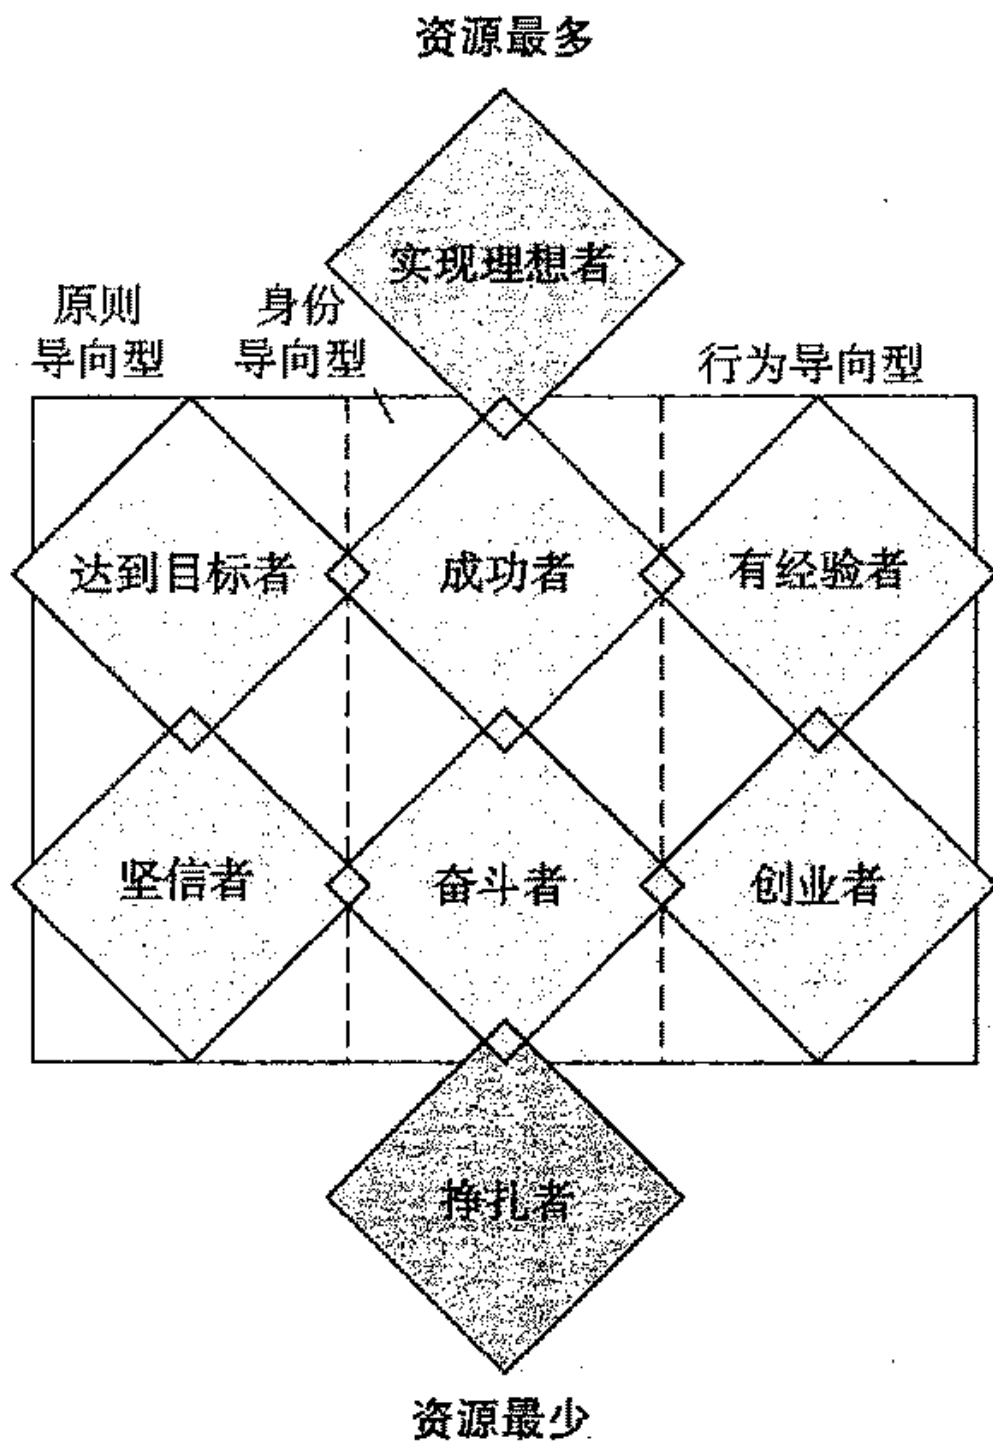 资源最多
实现理想者
原则
导向型
身份
导向型
行为导向型
达到目标者
成功者
有经验者
坚信者
奋斗者
创业者
挣扎者
资源最少